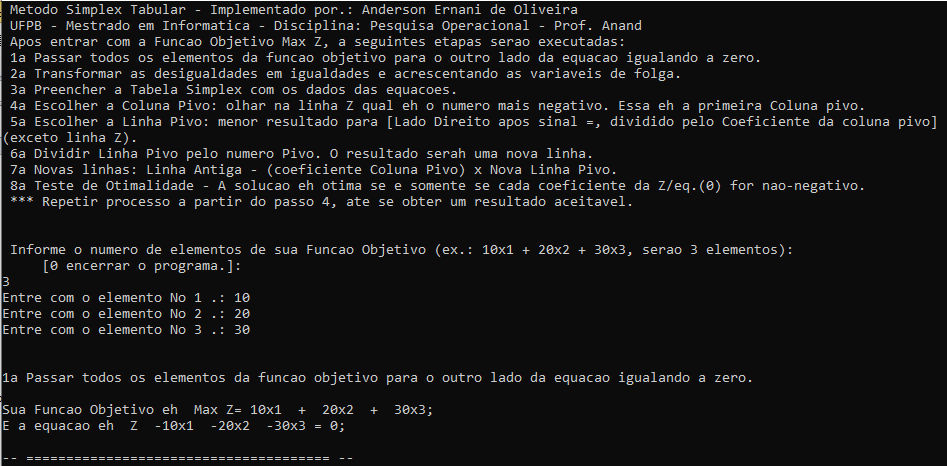 Metodo Simplex Tabular - Implementado por.: Anderson Ernani de Oliveira
UFPB - Mestrado em Informatica - Disciplina: Pesquisa Operacional - Prof. Anand
Apos entrar com a Funcao Objetivo Max Z, a seguintes etapas serao executadas:
1a Passar todos os elementos da funcao objetivo para o outro lado da equacao igualando a zero.
2a Transformar as desigualdades em igualdades e acrescentando as variaveis de folga.
3a Preencher a Tabela Simplex com os dados das equacoes.
4a Escolher a Coluna Pivo: olhar na linha Z qual eh o numero mais negativo. Essa eh a primeira Coluna pivo.
5a Escolher a Linha Pivo: menor resultado para [Lado Direito apos sinal =, dividido pelo Coeficiente da coluna pivo]
(exceto linha Z).
6a Dividir Linha Pivo pelo numero Pivo. O resultado serah uma nova linha.
7a Novas linhas: Linha Antiga - (coeficiente Coluna Pivo) x Nova Linha Pivo.
8a Teste de Otimalidade - A solucao eh otima se e somente se cada coeficiente da Z/eq.(0) for nao-negativo.
*** Repetir processo a partir do passo 4, ate se obter um resultado aceitavel.
Informe o numero de elementos de sua Funcao Objetivo (ex.: 10x1 + 20x2 + 30x3, serao 3 elementos):
[0 encerrar o programa.]:
3
Entre com o elemento No 1 .: 10
Entre com o elemento No 2 .: 20
Entre com o elemento No 3 .: 30
1a Passar todos os elementos da funcao objetivo para o outro lado da equacao igualando a zero.
Sua Funcao Objetivo eh  Max Z= 10x1  +  20x2  +  30x3;
E a equacao eh  Z  -10x1  -20x2  -30x3 = 0;
-- ====================================== --